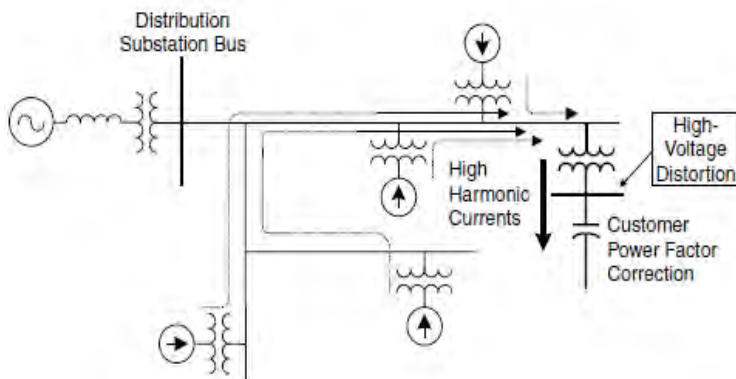 Distribution
Substation Bus
High-
Voltage
Distortion
High
Harmonic
Currents
Customer
Power Factor
Correction